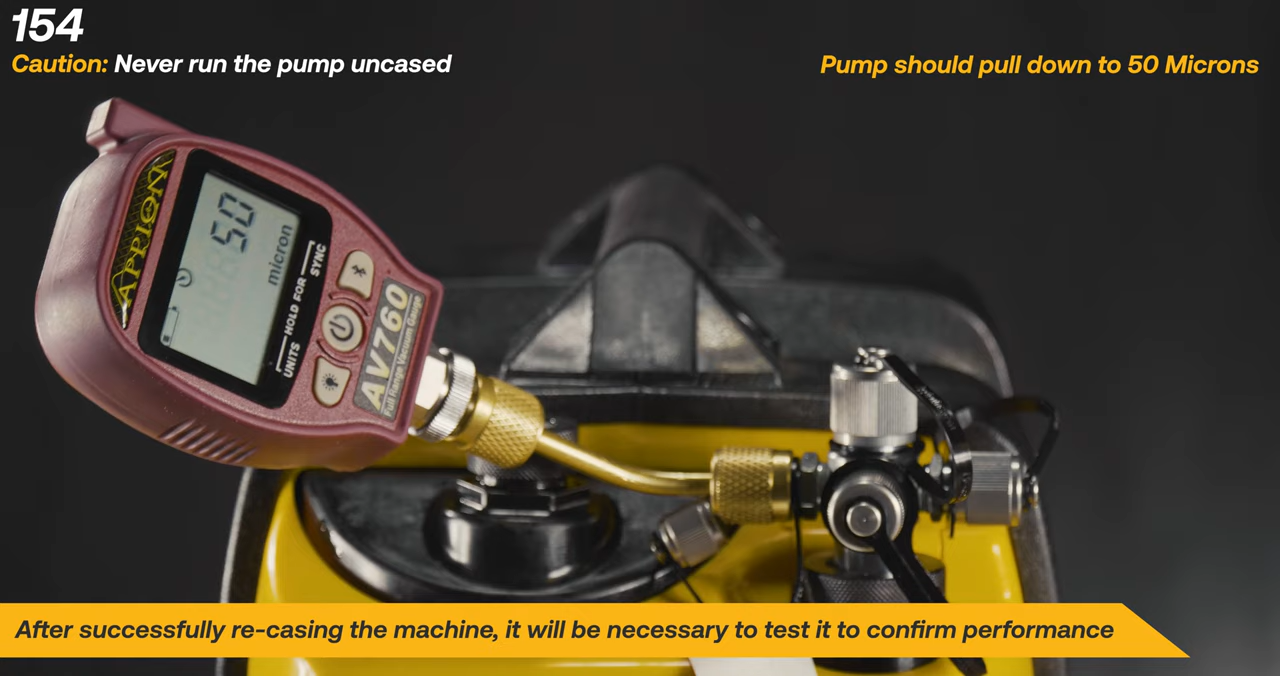 154
Caution: Never run the pump uncased
Pump should pull down to 50 Microns
APPION
50
micron
UNITS HOLD FOR SYNC
AV760
Full Range Vacuum Gauge
After successfully re-casing the machine, it will be necessary to test it to confirm performance